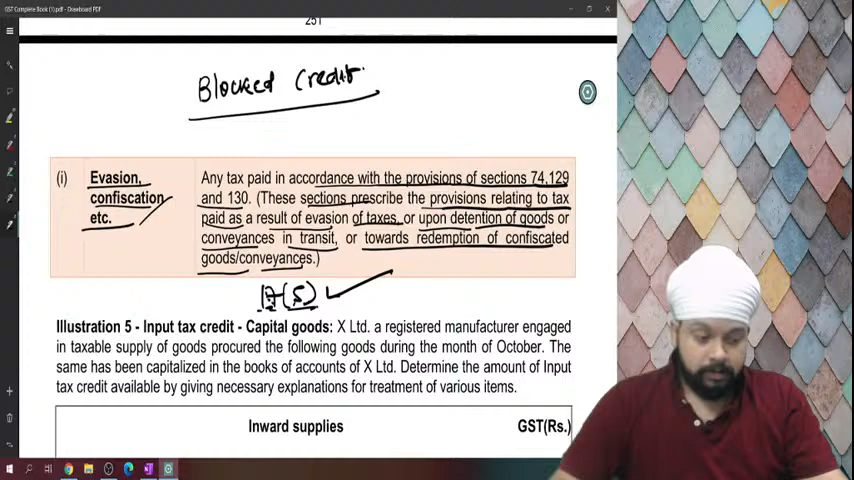 GST Complete Book (1).pdf - Drawboard PDF
251
Blocked Credit
(i) Evasion, confiscation etc.
Any tax paid in accordance with the provisions of sections 74,129
and 130. (These sections prescribe the provisions relating to tax
paid as a result of evasion of taxes, or upon detention of goods or
conveyances in transit, or towards redemption of confiscated
goods/conveyances.)
17(5)
Illustration 5 - Input tax credit - Capital goods: X Ltd. a registered manufacturer engaged
in taxable supply of goods procured the following goods during the month of October. The
same has been capitalized in the books of accounts of X Ltd. Determine the amount of Input
tax credit available by giving necessary explanations for treatment of various items.
Inward supplies GST(Rs.)